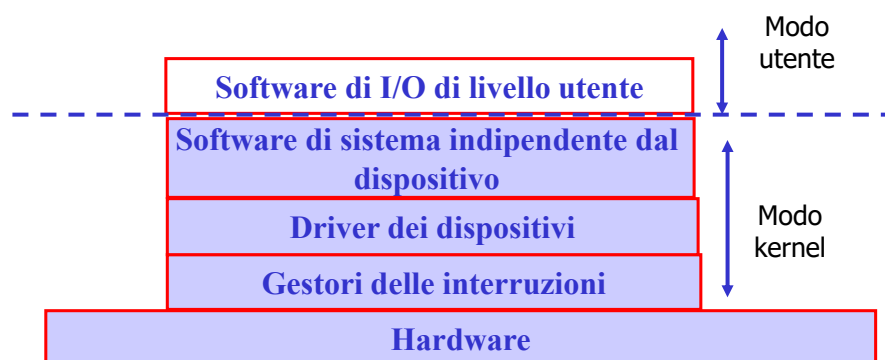 Modo
utente
Software di I/O di livello utente
Software di sistema indipendente dal
dispositivo
Driver dei dispositivi
Modo
kernel
Gestori delle interruzioni
Hardware